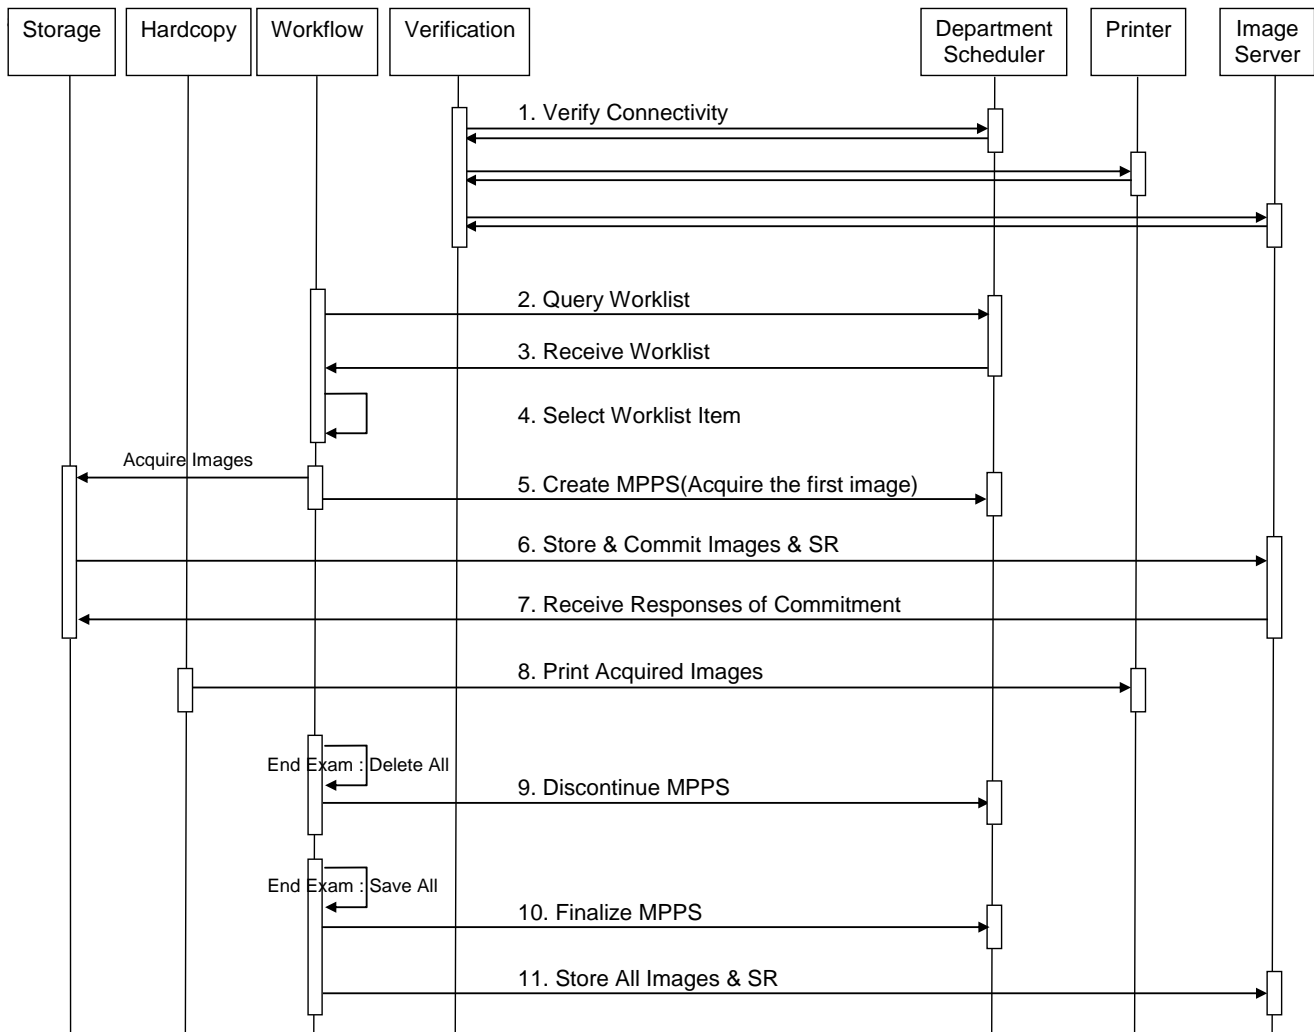 Storage
Hardcopy
Workflow
Verification
Department
Scheduler
Printer
Image
Server
1. Verify Connectivity
2. Query Worklist
3. Receive Worklist
4. Select Worklist Item
Acquire Images
5. Create MPPS(Acquire the first image)
6. Store & Commit Images & SR
7. Receive Responses of Commitment
8. Print Acquired Images
End Exam : Delete All
9. Discontinue MPPS
End Exam : Save All
10. Finalize MPPS
11. Store All Images & SR